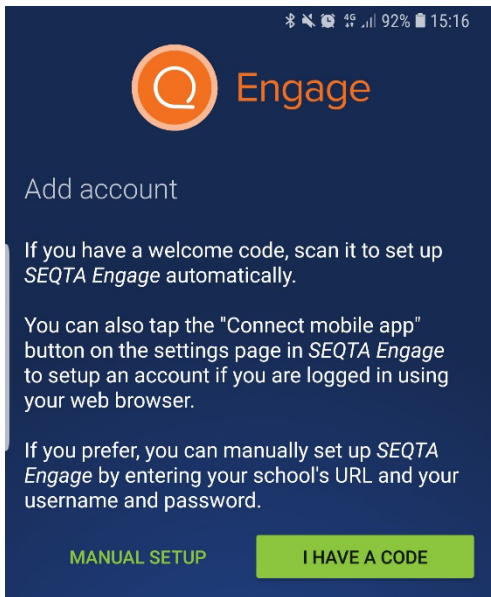 4G 92% 15:16
Engage
Add account
If you have a welcome code, scan it to set up
SEQTA Engage automatically.
You can also tap the "Connect mobile app"
button on the settings page in SEQTA Engage
to setup an account if you are logged in using
your web browser.
If you prefer, you can manually set up SEQTA
Engage by entering your school's URL and your
username and password.
MANUAL SETUP I HAVE A CODE